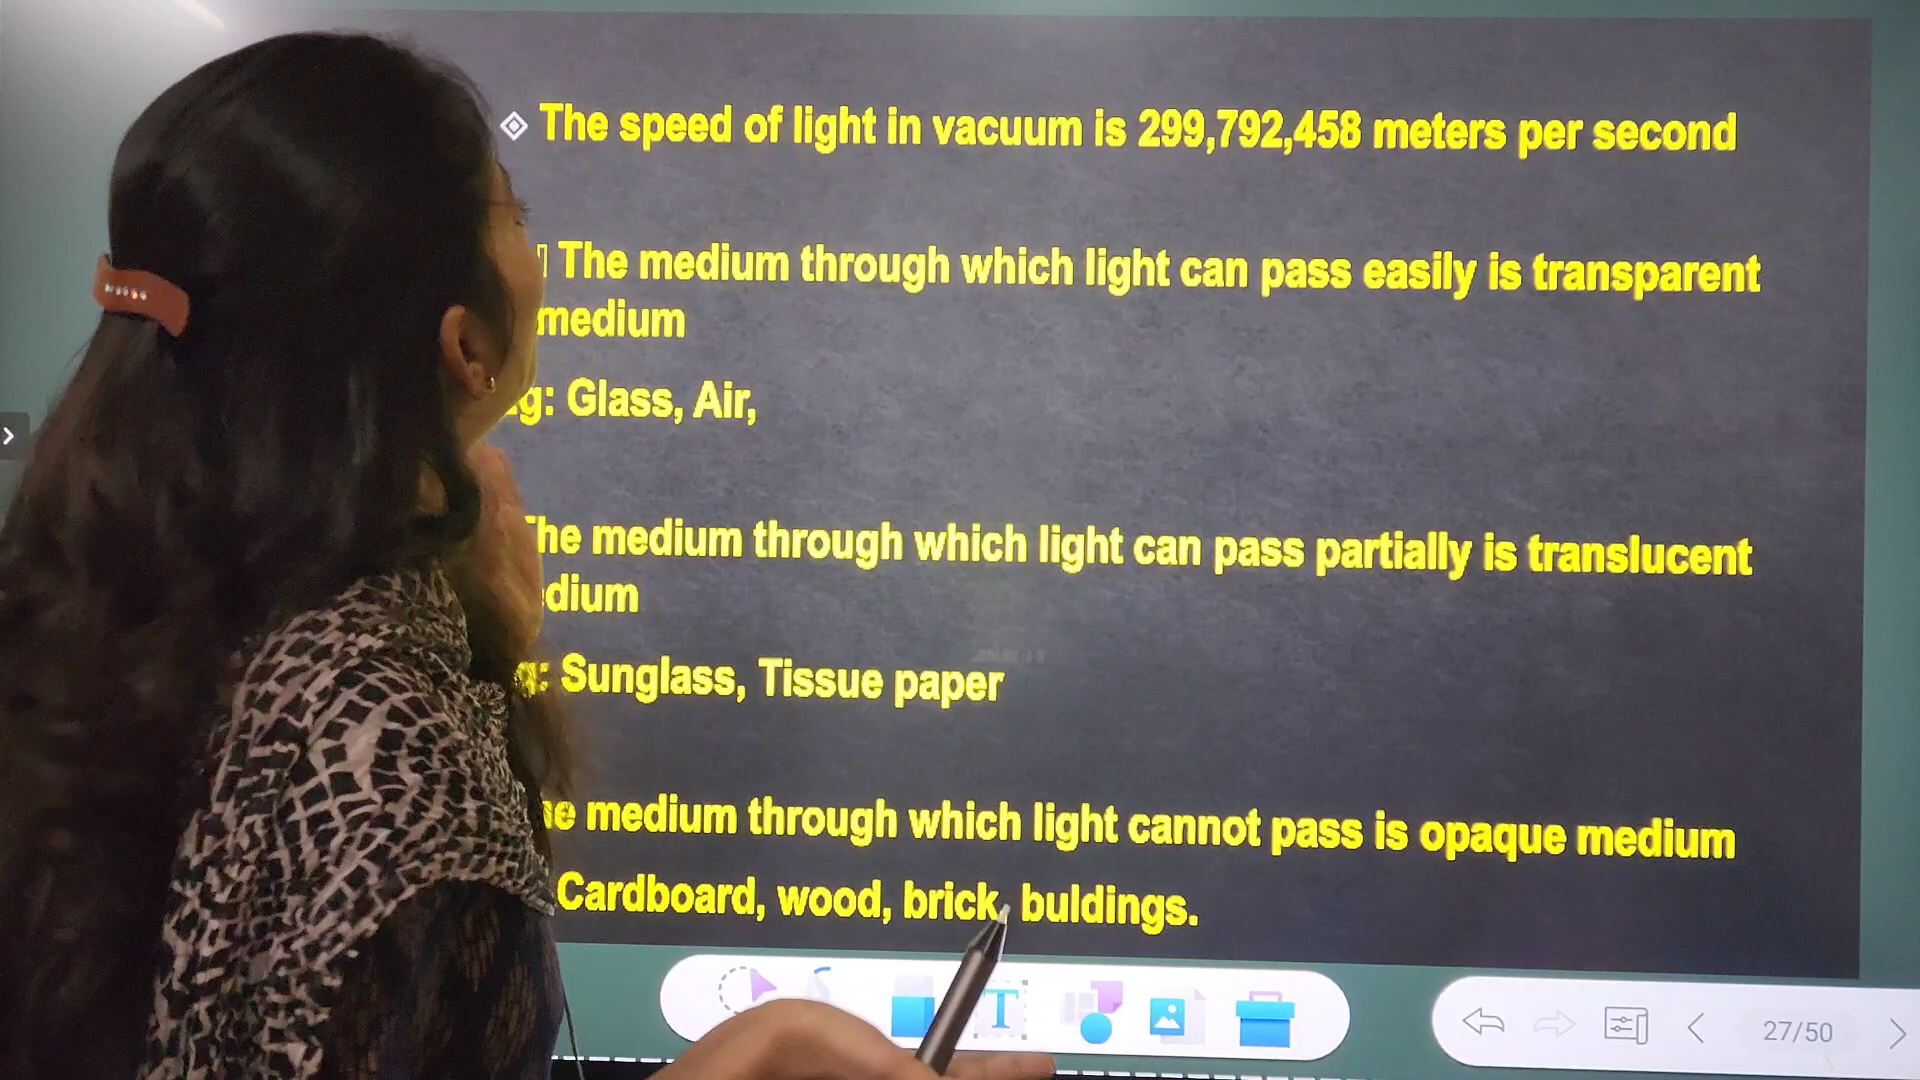 The speed of light in vacuum is 299,792,458 meters per second
The medium through which light can pass easily is transparent
medium
Glass, Air,
The medium through which light can pass partially is translucent
Sunglass, Tissue paper
medium through which light cannot pass is opaque medium
Cardboard, wood, brick, buldings.
T
27/50